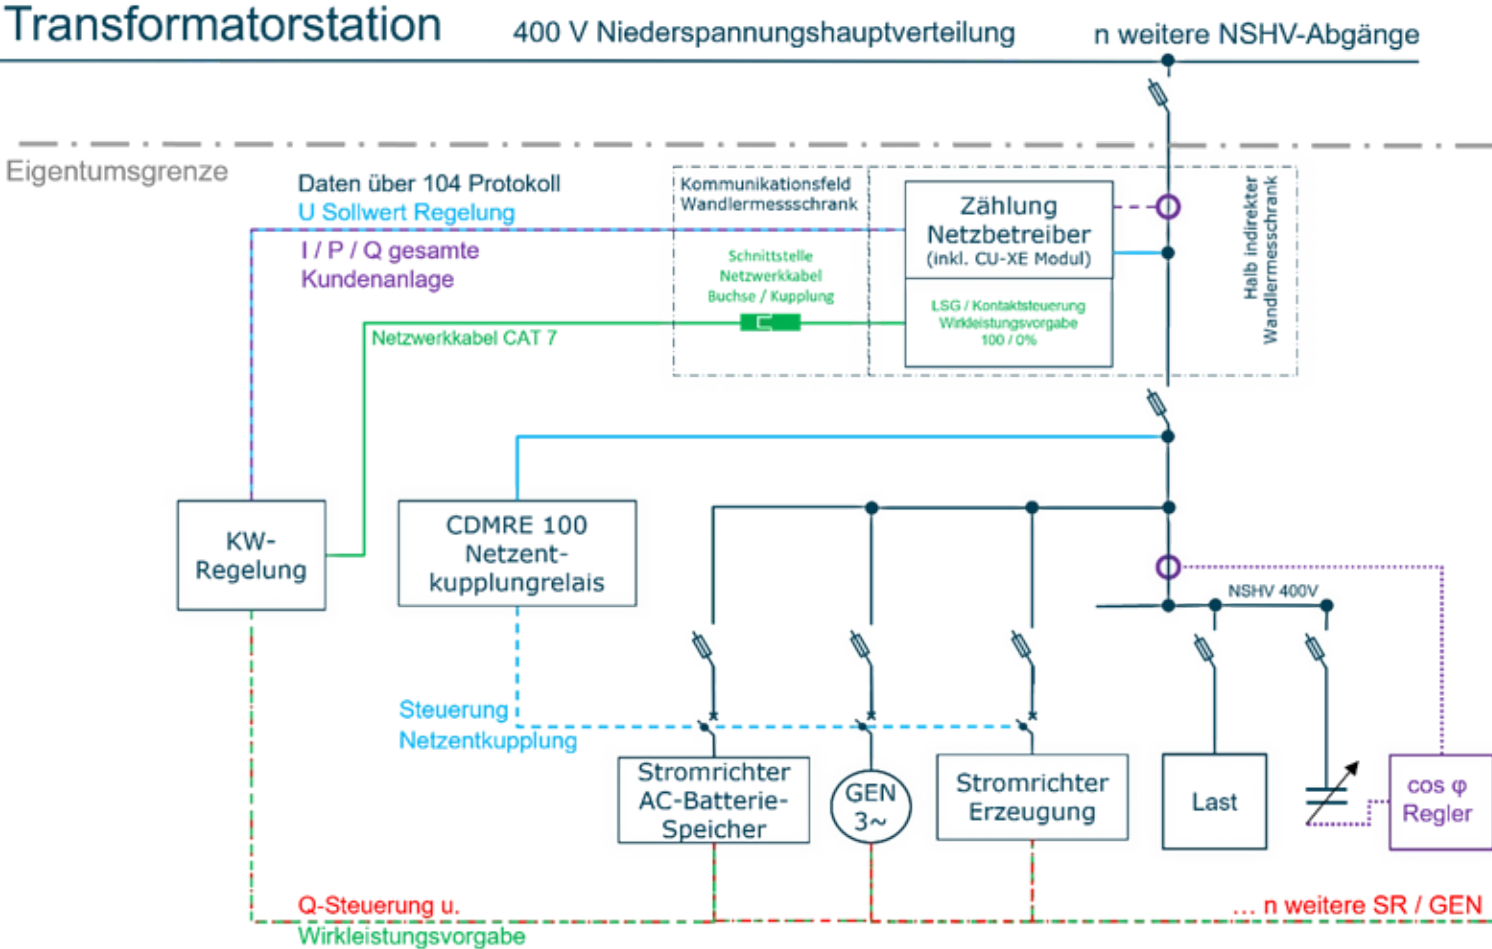 Transformatorstation
400 V Niederspannungshauptverteilung
n weitere NSHV-Abgänge
Eigentumsgrenze
Daten über 104 Protokoll
U Sollwert Regelung
I / P / Q gesamte
Kundenanlage
Kommunikationsfeld
Wandlermessschrank
Schnittstelle
Netzwerkkabel
Buchse / Kupplung
Zählung
Netzbetreiber
(inkl. CU-XE Modul)
LSG / Kontaktsteuerung
Wirkleistungsvorgabe
100 / 0%
Halb indirekter
Wandlermesschrank
Netzwerkkabel CAT 7
KW-
Regelung
CDMRE 100
Netzent-
kupplungrelais
NSHV 400V
Steuerung
Netzentkupplung
Stromrichter
AC-Batterie-
Speicher
GEN
3~
Stromrichter
Erzeugung
Last
cos φ
Regler
Q-Steuerung u.
Wirkleistungsvorgabe
... n weitere SR / GEN